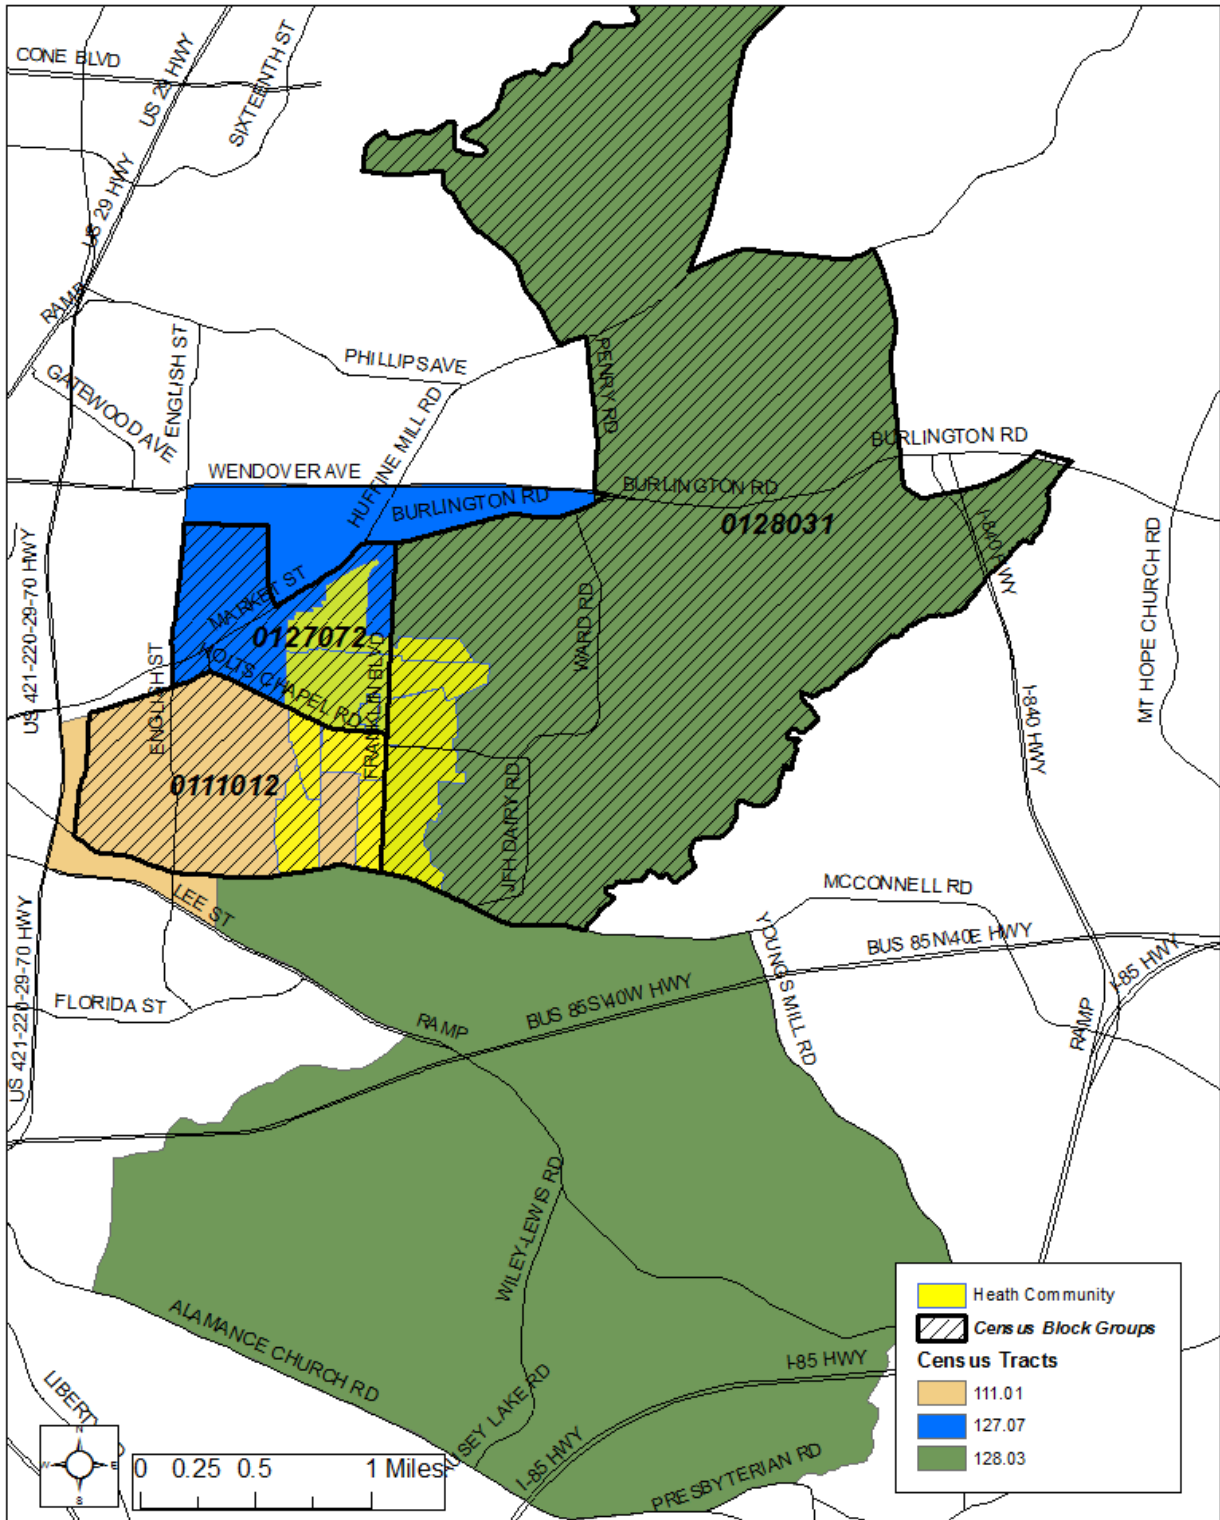 CONE BLVD
US 29 HWY
SIXTEENTH ST
US 29 HWY
RAMP
ENGLISH ST
PHILLIPS AVE
PENRY RD
GATEWOOD AVE
HUFFINE MILL RD
BURLINGTON RD
WENDOVER AVE
BURLINGTON RD
BURLINGTON RD
0128031
I-840 HWY
MT HOPE CHURCH RD
US 421-220-29-70 HWY
MARKET ST
0127072
WARD RD
HOLTS CHAPEL RD
ENGLISH ST
FRANKLIN BLVD
I-840 HWY
0111012
JFH DAIRY RD
LEE ST
MCCONNELL RD
YOUNGS MILL RD
BUS 85N\40E HWY
I-85 HWY
US 421-220-29-70 HWY
FLORIDA ST
RAMP
BUS 85S\40W HWY
RAMP
WILEY-LEWIS RD
ALAMANCE CHURCH RD
I-85 HWY
LIBERT
D
AUSEY LAKE RD
I-85 HWY
PRESBYTERIAN RD
Heath Community
Census Block Groups
Census Tracts
111.01
127.07
128.03
N
W E
S
0 0.25 0.5 1 Miles